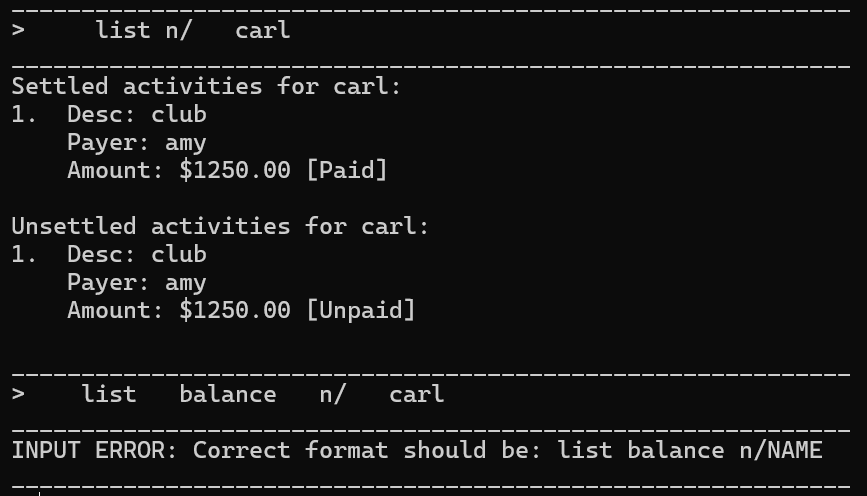 ____________________________________________________________
>     list n/   carl
____________________________________________________________
Settled activities for carl:
1.  Desc: club
    Payer: amy
    Amount: $1250.00 [Paid]

Unsettled activities for carl:
1.  Desc: club
    Payer: amy
    Amount: $1250.00 [Unpaid]


____________________________________________________________
>    list   balance   n/   carl
____________________________________________________________
INPUT ERROR: Correct format should be: list balance n/NAME
____________________________________________________________